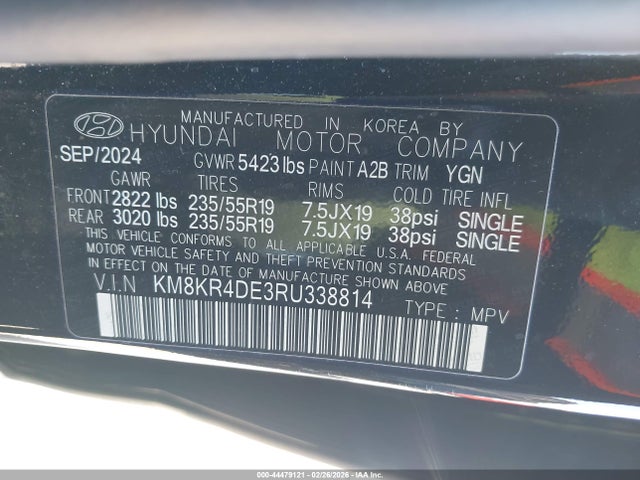 MANUFACTURED IN KOREA BY
HYUNDAI MOTOR COMPANY
SEP/2024 GVWR 5423 lbs PAINT A2B TRIM YGN
GAWR TIRES RIMS COLD TIRE INFL
FRONT 2822 lbs 235/55R19 7.5JX19 38psi SINGLE
REAR 3020 lbs 235/55R19 7.5JX19 38psi SINGLE
THIS VEHICLE CONFORMS TO ALL APPLICABLE U.S.A. FEDERAL
MOTOR VEHICLE SAFETY AND THEFT PREVENTION STANDARDS
IN EFFECT ON THE DATE OF MANUFACTURE SHOWN ABOVE
V.I.N KM8KR4DE3RU338814
TYPE : MPV
000-44479121 - 02/26/2026 - IAAI.COM